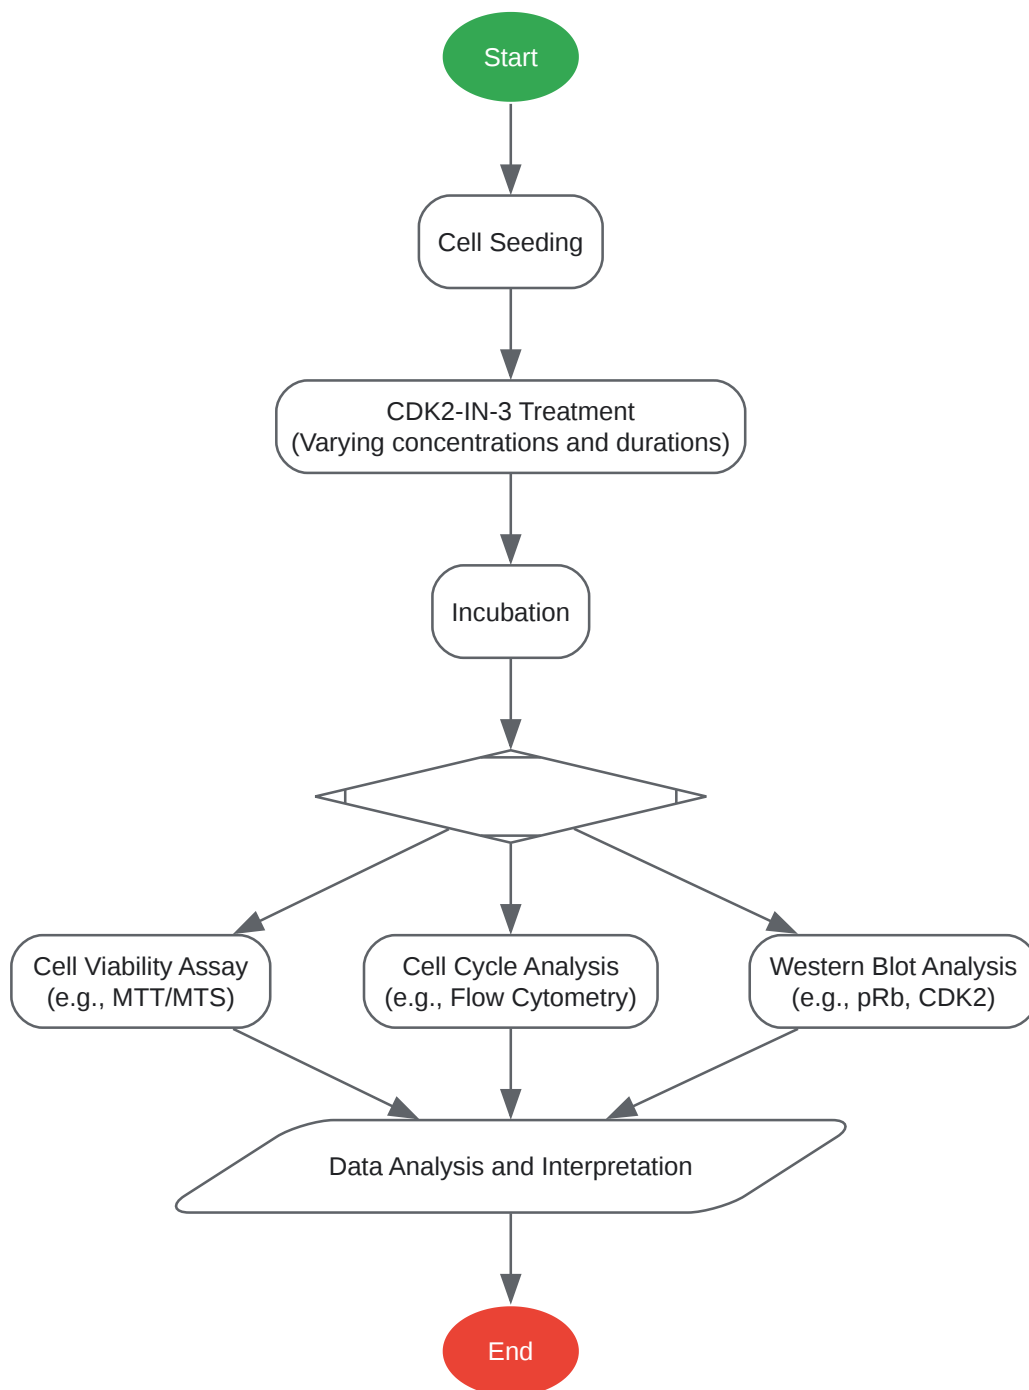 Start
Cell Seeding
CDK2-IN-3 Treatment
(Varying concentrations and durations)
Incubation
Cell Viability Assay
(e.g., MTT/MTS)
Cell Cycle Analysis
(e.g., Flow Cytometry)
Western Blot Analysis
(e.g., pRb, CDK2)
Data Analysis and Interpretation
End